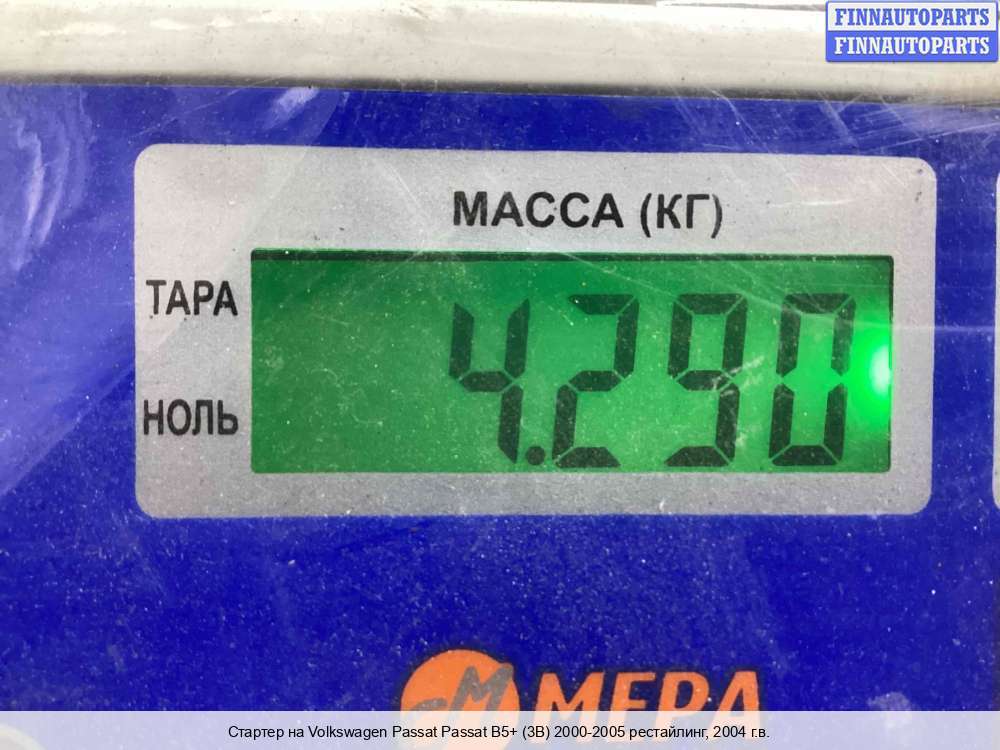 FINNAUTOPARTS
FINNAUTOPARTS
МАССА (КГ)
ТАРА
4.290
НОЛЬ
М МЕРА
Стартер на Volkswagen Passat Passat B5+ (3B) 2000-2005 рестайлинг, 2004 г.в.